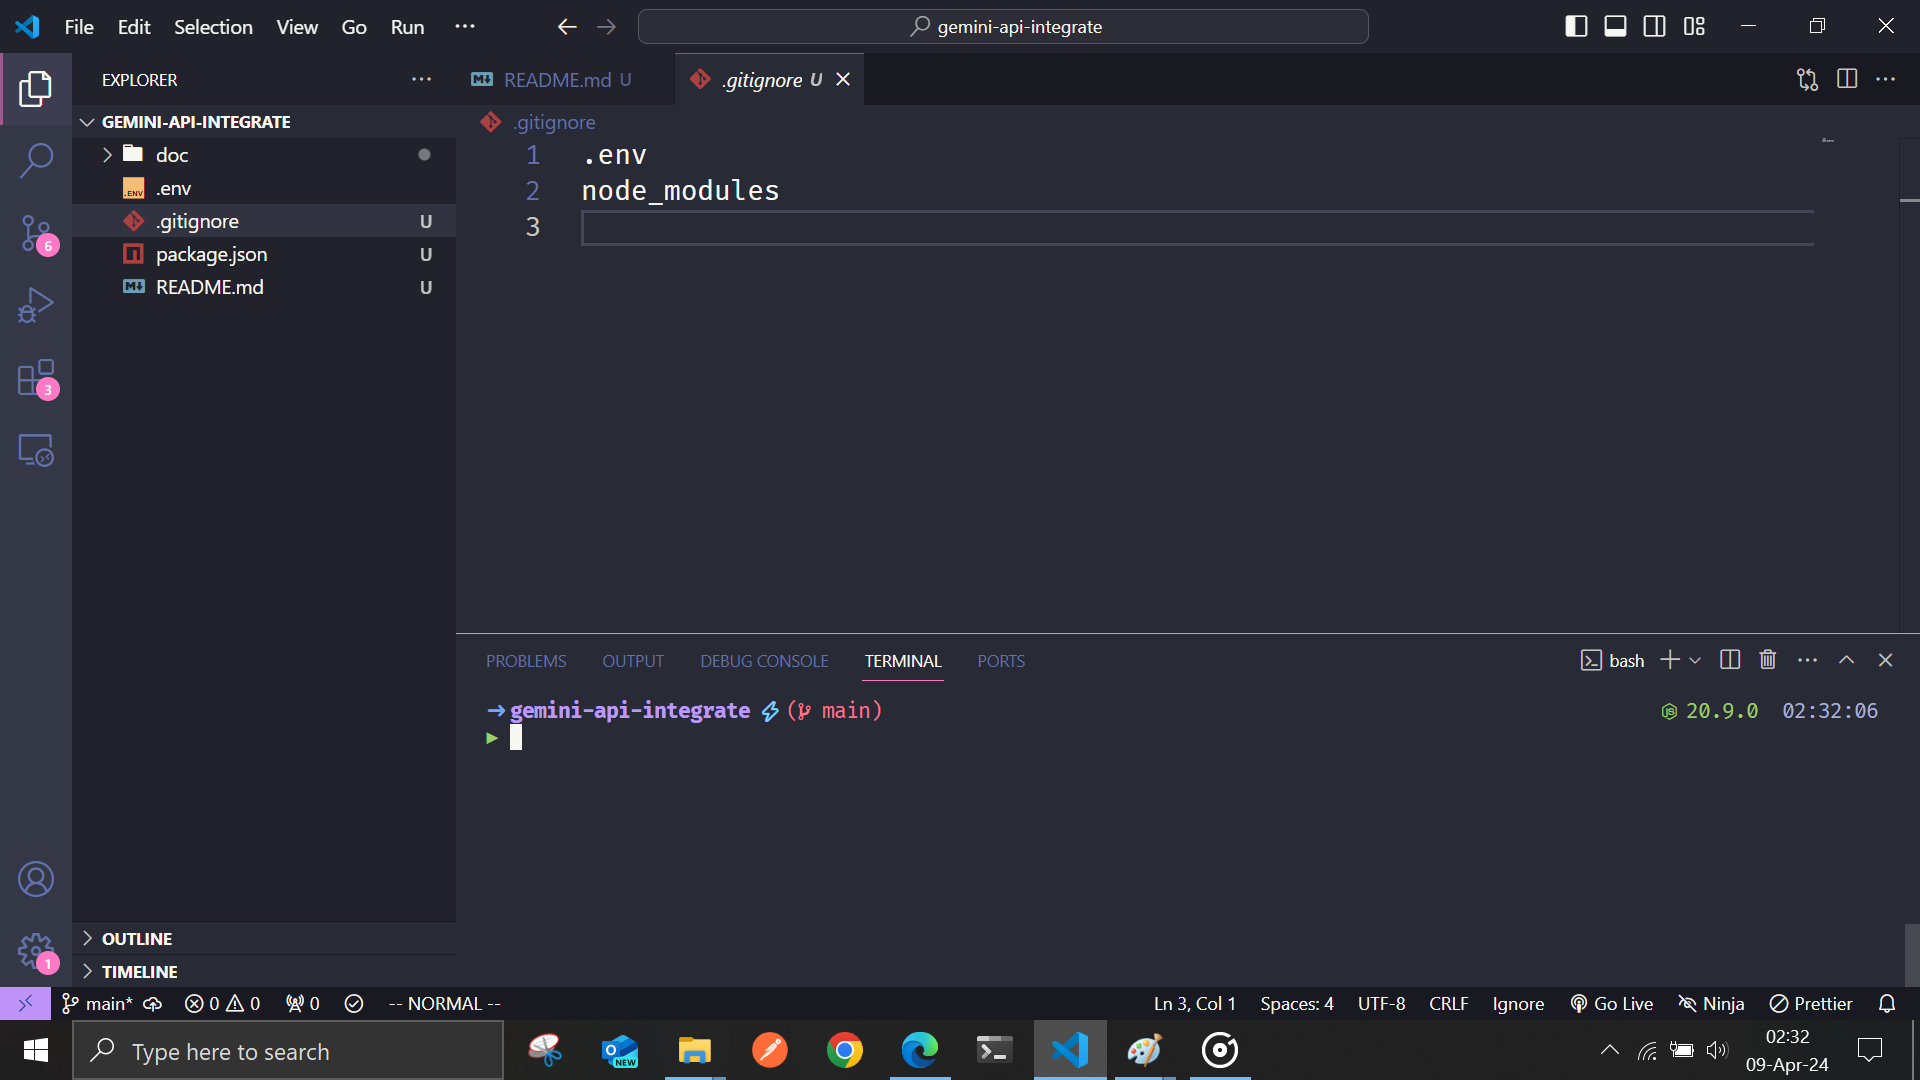 File Edit Selection View Go Run ···
gemini-api-integrate
EXPLORER
README.md U
.gitignore U
GEMINI-API-INTEGRATE
doc
.env
.gitignore U
package.json U
README.md U
6
3
1
OUTLINE
TIMELINE
.gitignore
1 .env
2 node_modules
3
PROBLEMS OUTPUT DEBUG CONSOLE TERMINAL PORTS
bash
gemini-api-integrate (main)
20.9.0 02:32:06
main* 0 0 0 -- NORMAL --
Ln 3, Col 1 Spaces: 4 UTF-8 CRLF Ignore Go Live Ninja Prettier
Type here to search
NEW
02:32
09-Apr-24